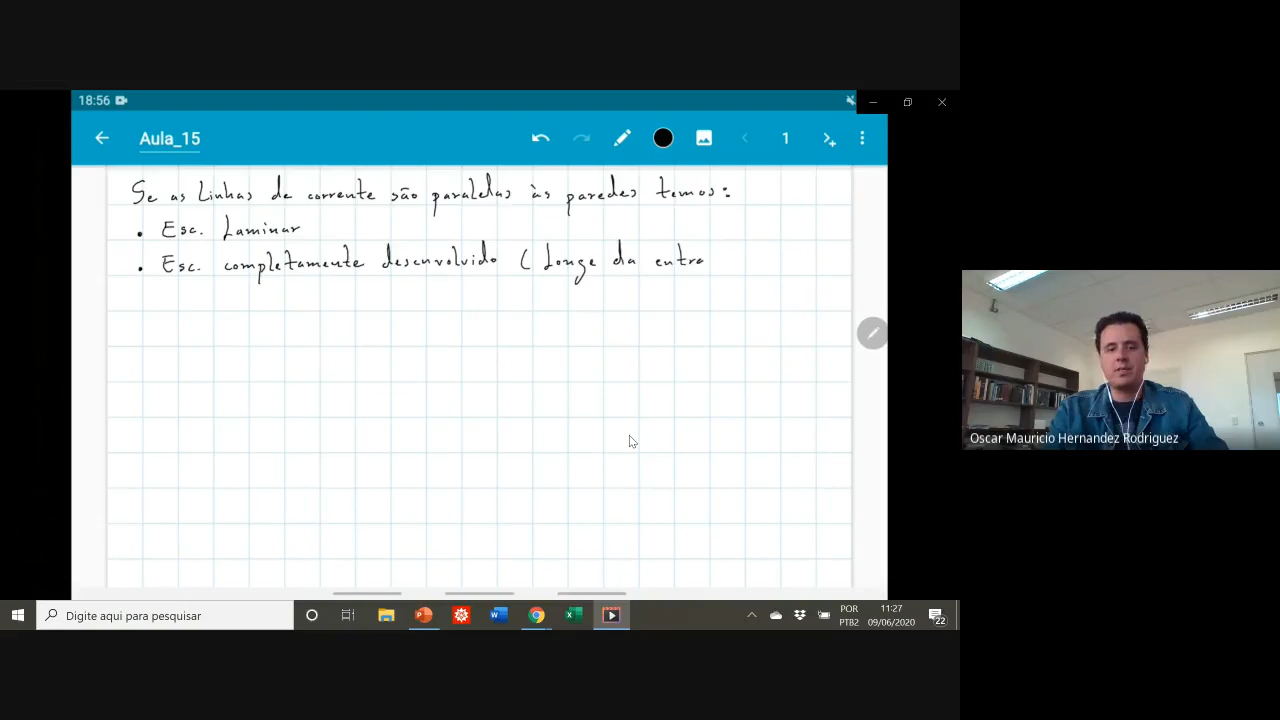 18:56
Aula_15
1
Se as Linhas de corrente são paralelas às paredes temos:
• Esc. Laminar
• Esc. completamente desenvolvido ( Longe da entra
Oscar Mauricio Hernandez Rodriguez
Digite aqui para pesquisar
POR
PTB2
11:27
09/06/2020
22